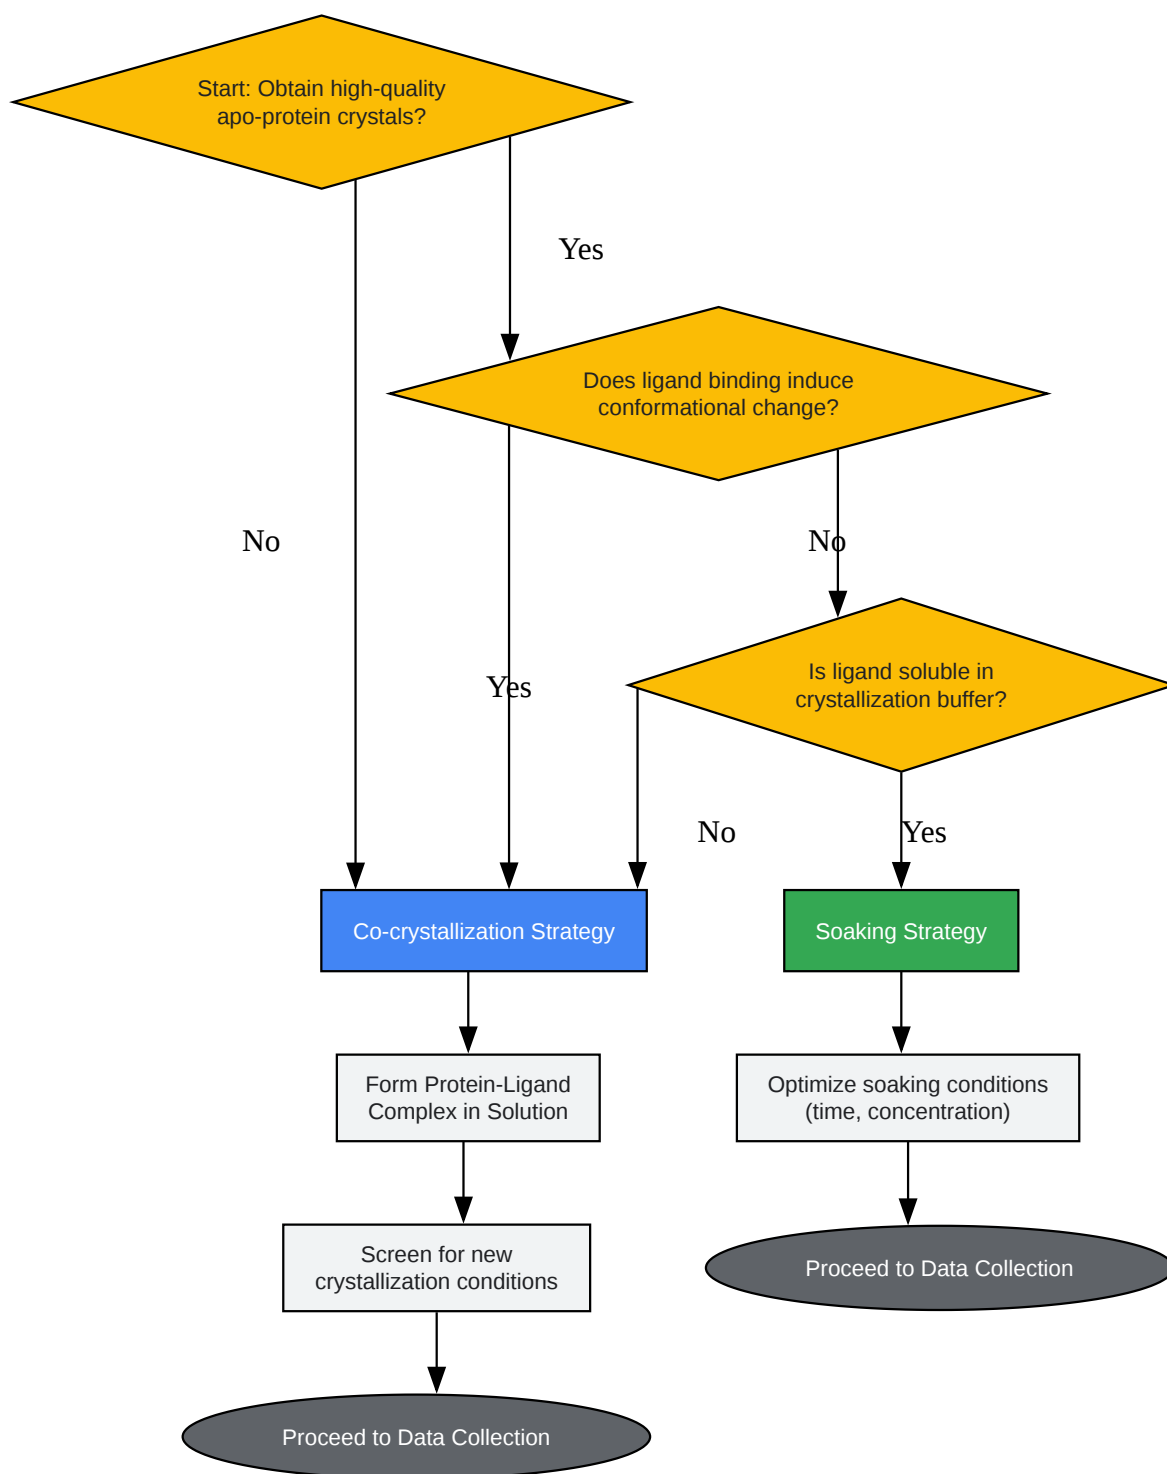 Start: Obtain high-quality
apo-protein crystals?
Yes
Does ligand binding induce
conformational change?
No
No
Is ligand soluble in
crystallization buffer?
Yes
No
Yes
Co-crystallization Strategy
Soaking Strategy
Form Protein-Ligand
Complex in Solution
Optimize soaking conditions
(time, concentration)
Screen for new
crystallization conditions
Proceed to Data Collection
Proceed to Data Collection